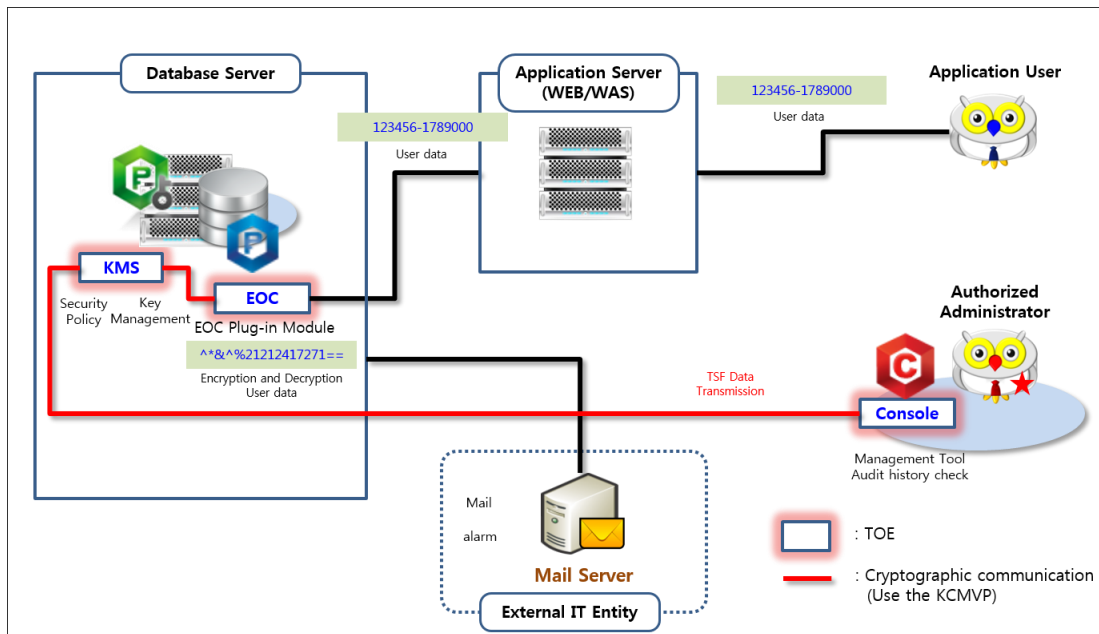 Database Server
Application Server
(WEB/WAS)
Application User
123456-1789000
User data
123456-1789000
User data
P
P
KMS
EOC
Security
Policy
Key
Management
EOC Plug-in Module
^*&^%21212417271==
Encryption and Decryption
User data
Authorized
Administrator
C
TSF Data
Transmission
Console
Management Tool
Audit history check
Mail
alarm
Mail Server
External IT Entity
: TOE
: Cryptographic communication
(Use the KCMVP)